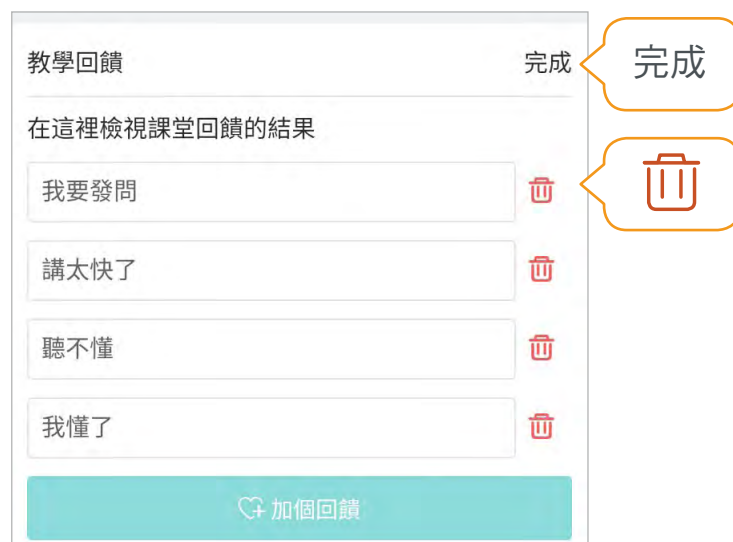 教學回饋
完成
完成
在這裡檢視課堂回饋的結果
我要發問
講太快了
聽不懂
我懂了
加個回饋